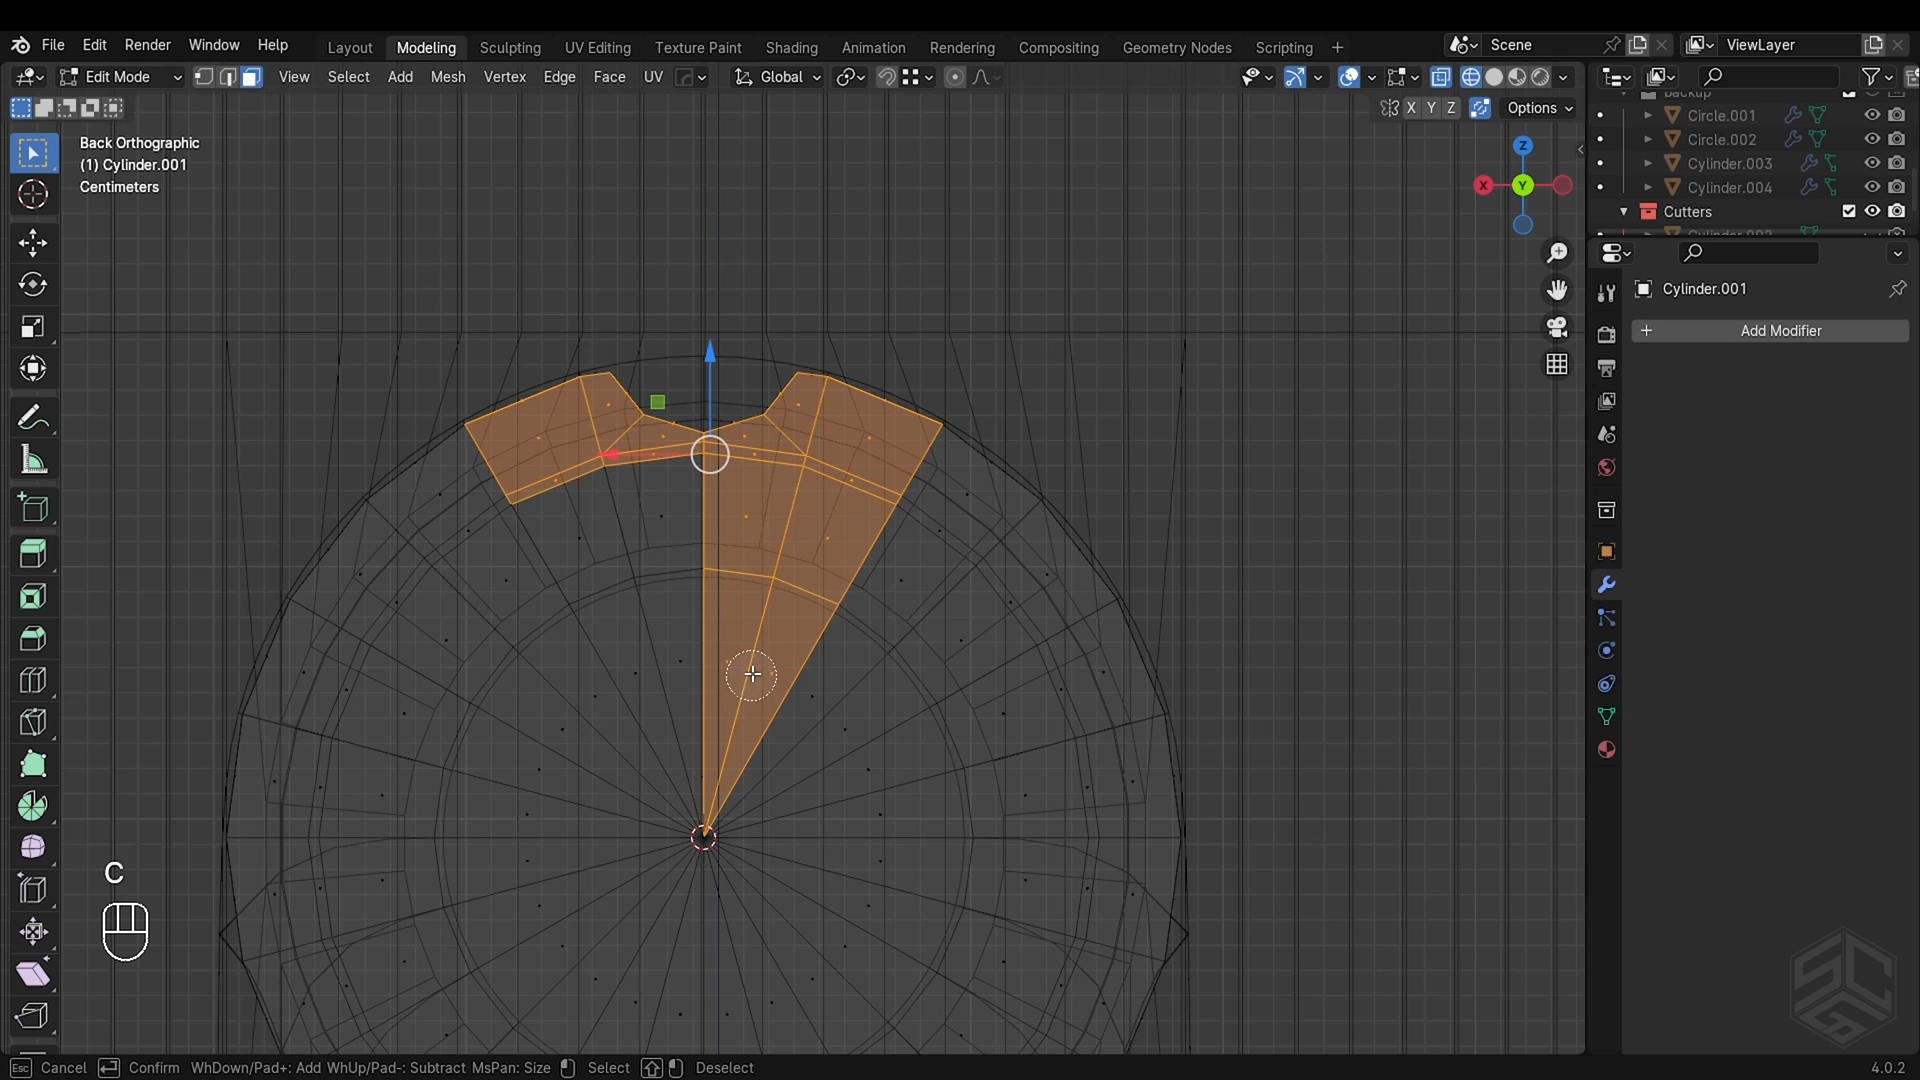 File Edit Render Window Help Layout Modeling Sculpting UV Editing Texture Paint Shading Animation Rendering Compositing Geometry Nodes Scripting + Scene ViewLayer
Edit Mode View Select Add Mesh Vertex Edge Face UV Global
X Y Z Options
Back Orthographic
(1) Cylinder.001
Centimeters
Z
X
Y
backup
Circle.001
Circle.002
Cylinder.003
Cylinder.004
Cutters
Cylinder.001
+ Add Modifier
C
SCG
Esc Cancel Confirm WhDown/Pad+: Add WhUp/Pad-: Subtract MsPan: Size Select Deselect 4.0.2